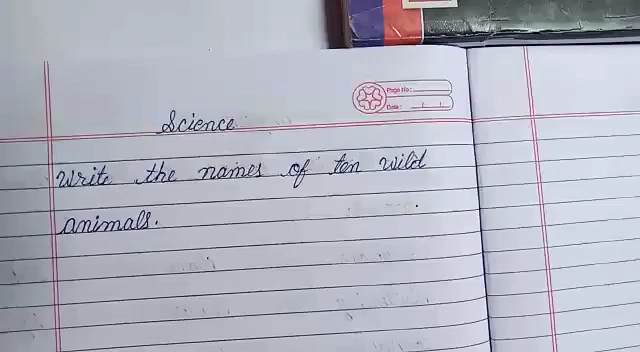 Page No:
Date:
Science
Write the names of ten wild
animals.